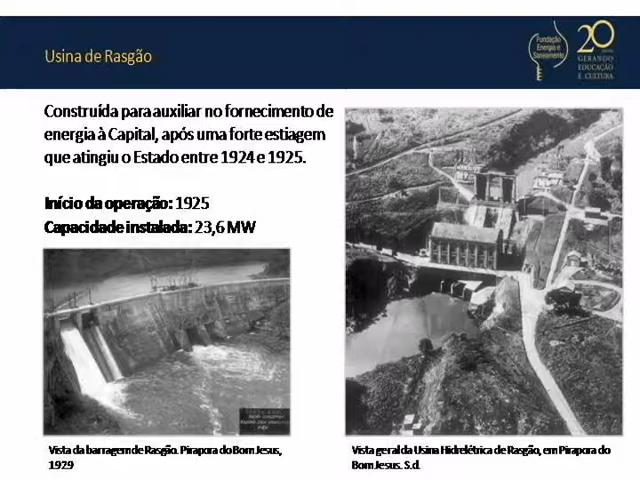 Usina de Rasgão
Fundação
Energia e
Saneamento
20
anos
GERANDO
EDUCAÇÃO
E CULTURA
Construída para auxiliar no fornecimento de
energia à Capital, após uma forte estiagem
que atingiu o Estado entre 1924 e 1925.
Início da operação: 1925
Capacidade instalada: 23,6 MW
Vista da barragem de Rasgão. Pirapora do Bom Jesus,
1929
Vista geral da Usina Hidrelétrica de Rasgão, em Pirapora do
Bom Jesus. S.d.